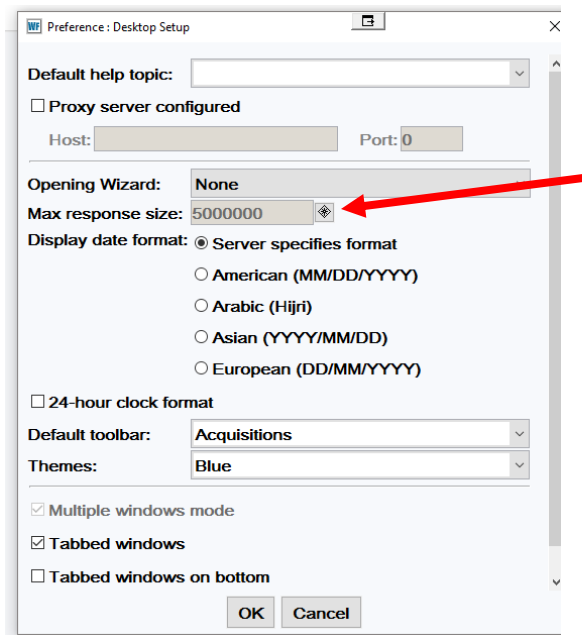 WF Preference : Desktop Setup
Default help topic:
Proxy server configured
Host: Port: 0
Opening Wizard: None
Max response size: 5000000
Display date format: Server specifies format
American (MM/DD/YYYY)
Arabic (Hijri)
Asian (YYYY/MM/DD)
European (DD/MM/YYYY)
24-hour clock format
Default toolbar: Acquisitions
Themes: Blue
Multiple windows mode
Tabbed windows
Tabbed windows on bottom
OK Cancel